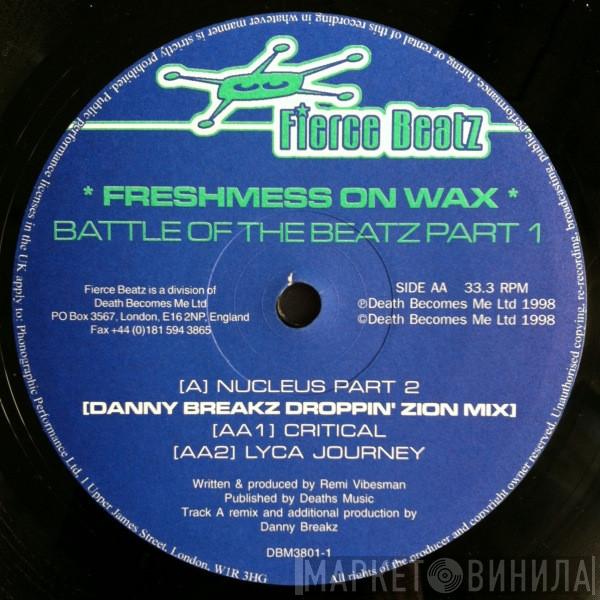 Fierce Beatz
* FRESHMESS ON WAX *
BATTLE OF THE BEATZ PART 1
Fierce Beatz is a division of
Death Becomes Me Ltd
PO Box 3567, London, E16 2NP, England
Fax +44 (0)181 594 3865
SIDE AA 33.3 RPM
℗Death Becomes Me Ltd 1998
©Death Becomes Me Ltd 1998
[A] NUCLEUS PART 2
[DANNY BREAKZ DROPPIN' ZION MIX]
[AA1] CRITICAL
[AA2] LYCA JOURNEY
Written & produced by Remi Vibesman
Published by Deaths Music
Track A remix and additional production by
Danny Breakz
DBM3801-1
All rights of the producer and copyright owner reserved. Unauthorised copying, re-recording, broadcasting, public performance, hiring or rental of this recording in whatever manner is strictly prohibited. Public performance licenses in the UK apply to Phonographic Performance Ltd. 1 Upper James Street, London, W1R 3HG
МАРКЕТ ВИНИЛА